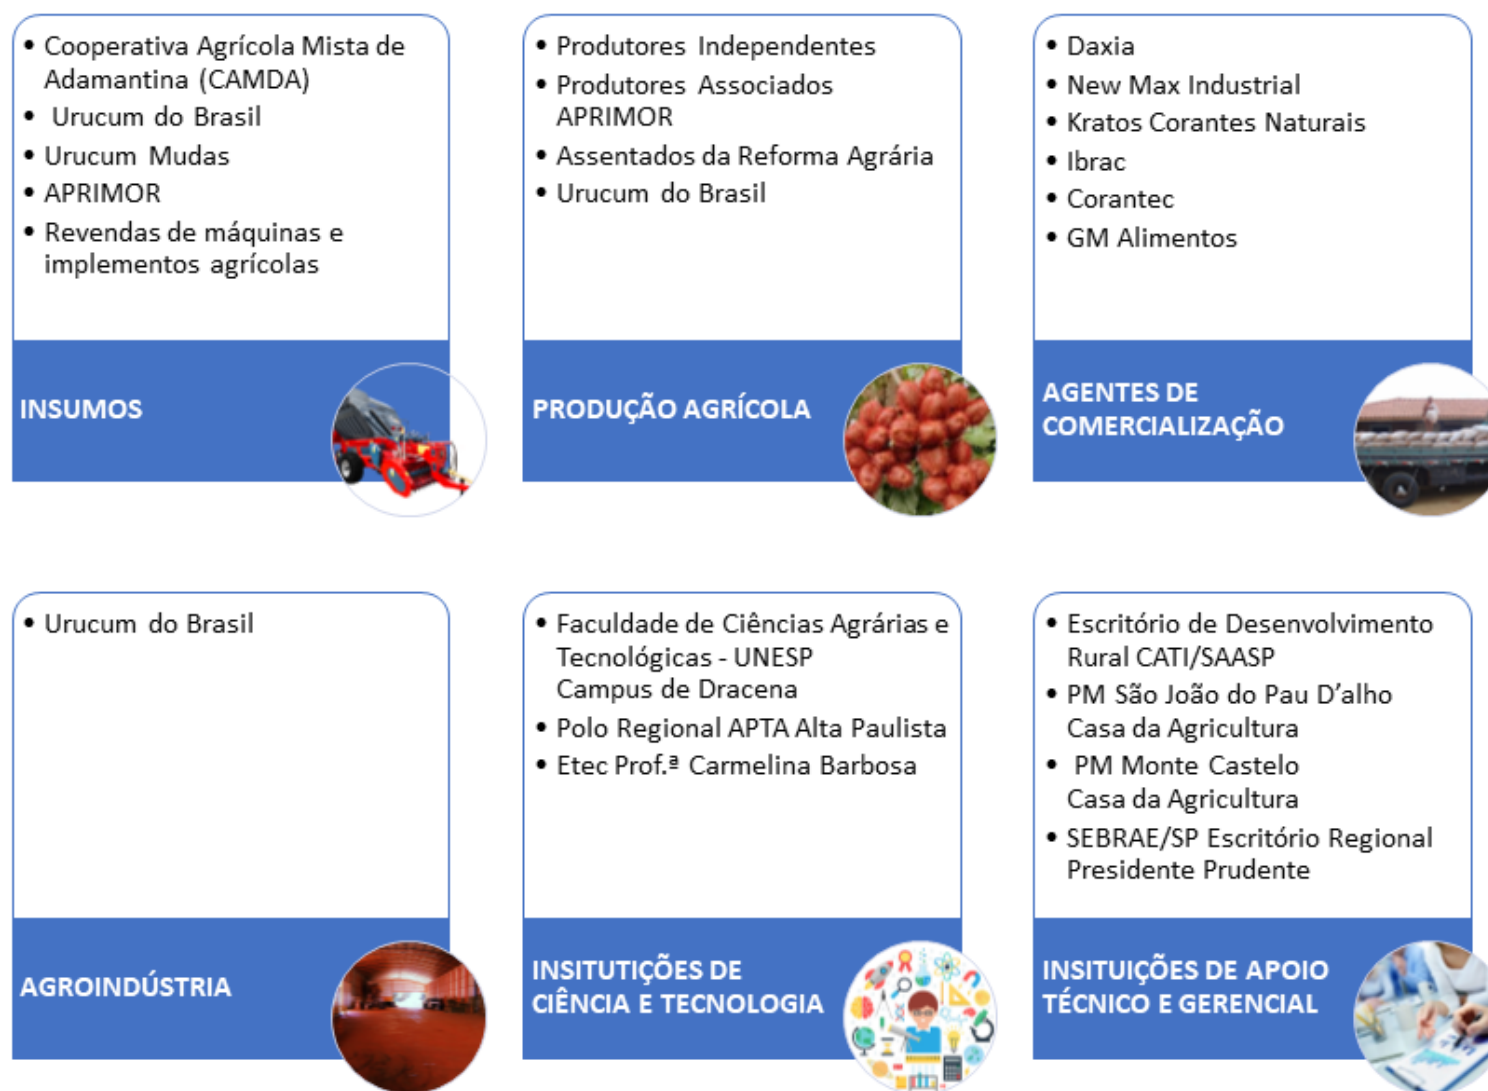 • Cooperativa Agrícola Mista de
Adamantina (CAMDA)
• Urucum do Brasil
• Urucum Mudas
• APRIMOR
• Revendas de máquinas e
implementos agrícolas
INSUMOS
• Produtores Independentes
• Produtores Associados
APRIMOR
• Assentados da Reforma Agrária
• Urucum do Brasil
PRODUÇÃO AGRÍCOLA
• Daxia
• New Max Industrial
• Kratos Corantes Naturais
• Ibrac
• Corantec
• GM Alimentos
AGENTES DE
COMERCIALIZAÇÃO
• Urucum do Brasil
AGROINDÚSTRIA
• Faculdade de Ciências Agrárias e
Tecnológicas - UNESP
Campus de Dracena
• Polo Regional APTA Alta Paulista
• Etec Prof.ª Carmelina Barbosa
INSITUTIÇÕES DE
CIÊNCIA E TECNOLOGIA
• Escritório de Desenvolvimento
Rural CATI/SAASP
• PM São João do Pau D’alho
Casa da Agricultura
• PM Monte Castelo
Casa da Agricultura
• SEBRAE/SP Escritório Regional
Presidente Prudente
INSITUIÇÕES DE APOIO
TÉCNICO E GERENCIAL